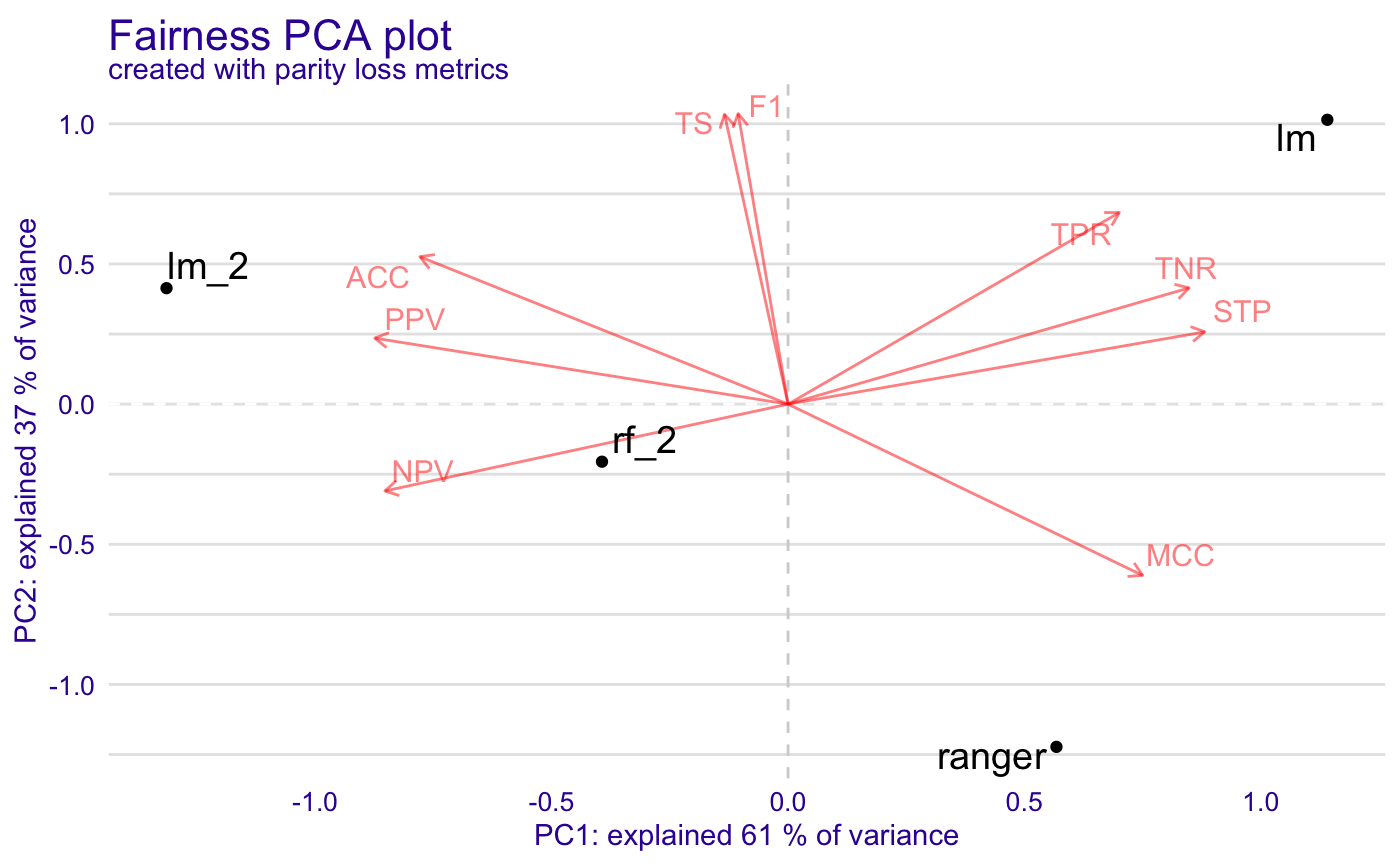 Fairness PCA plot
created with parity loss metrics
F1
TS
1.0
lm
TPR
lm_2
ACC
0.5
TNR
PPV
STP
0.0
rf_2
NPV
-0.5
MCC
-1.0
ranger
-1.0 -0.5 0.0 0.5 1.0
PC1: explained 61 % of variance
PC2: explained 37 % of variance